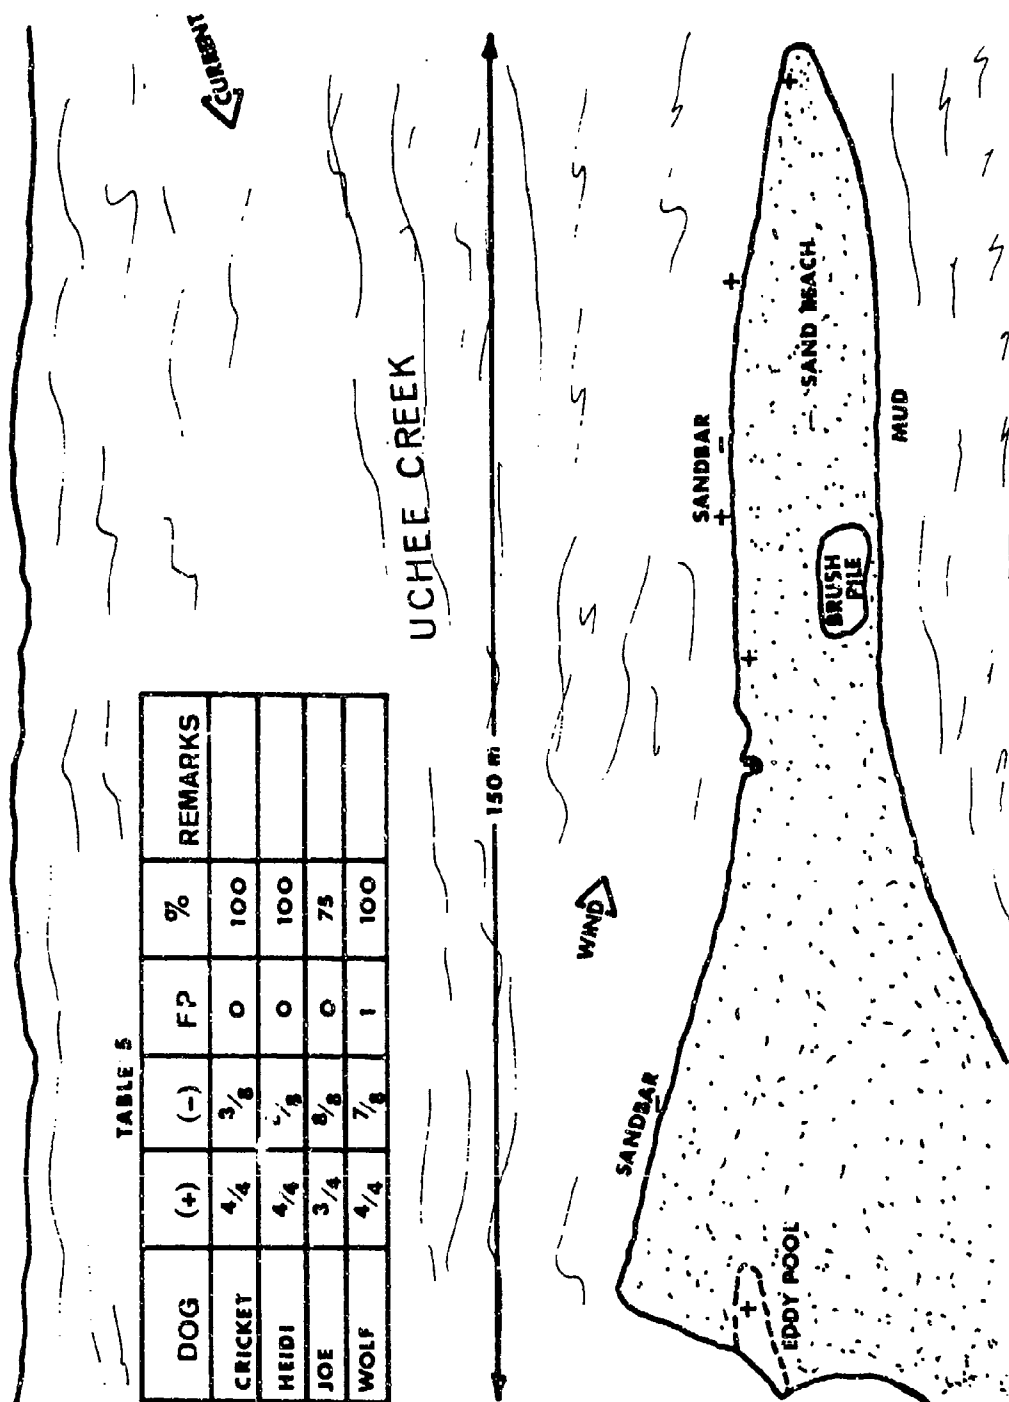 TABLE 5
DOG (+) (-) FP % REMARKS
CRICKET 4/4 3/8 0 100
HEIDI 4/4 /8 0 100
JOE 3/4 8/8 0 75
WOLF 4/4 7/8 1 100
CURRENT
UCHEE CREEK
150 m
WIND
SANDBAR
SANDBAR
SAND BEACH
MUD
BRUSH
PILE
EDDY POOL